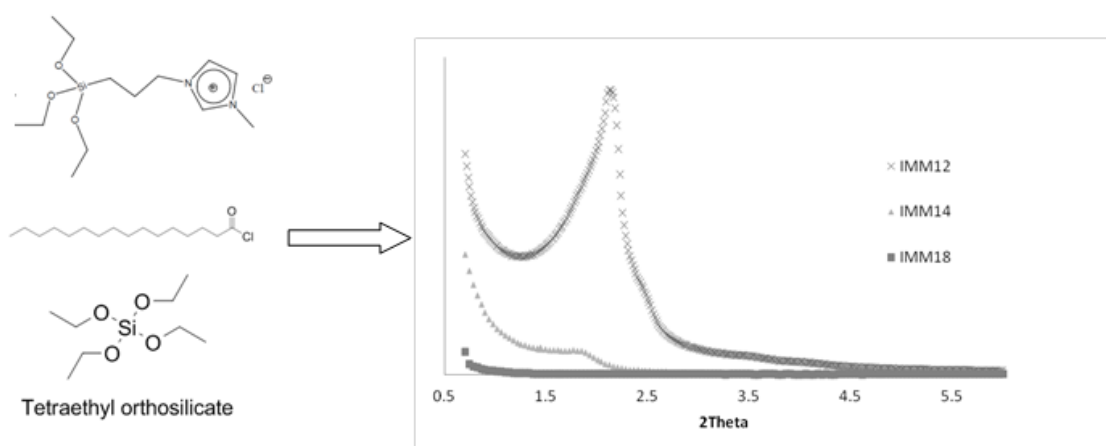 O
O
Si
O
N
N
⊕
Cl⊖
O
Cl
O
O
Si
O
O
Tetraethyl orthosilicate
IMM12
IMM14
IMM18
0.5 1.5 2.5 3.5 4.5 5.5
2Theta